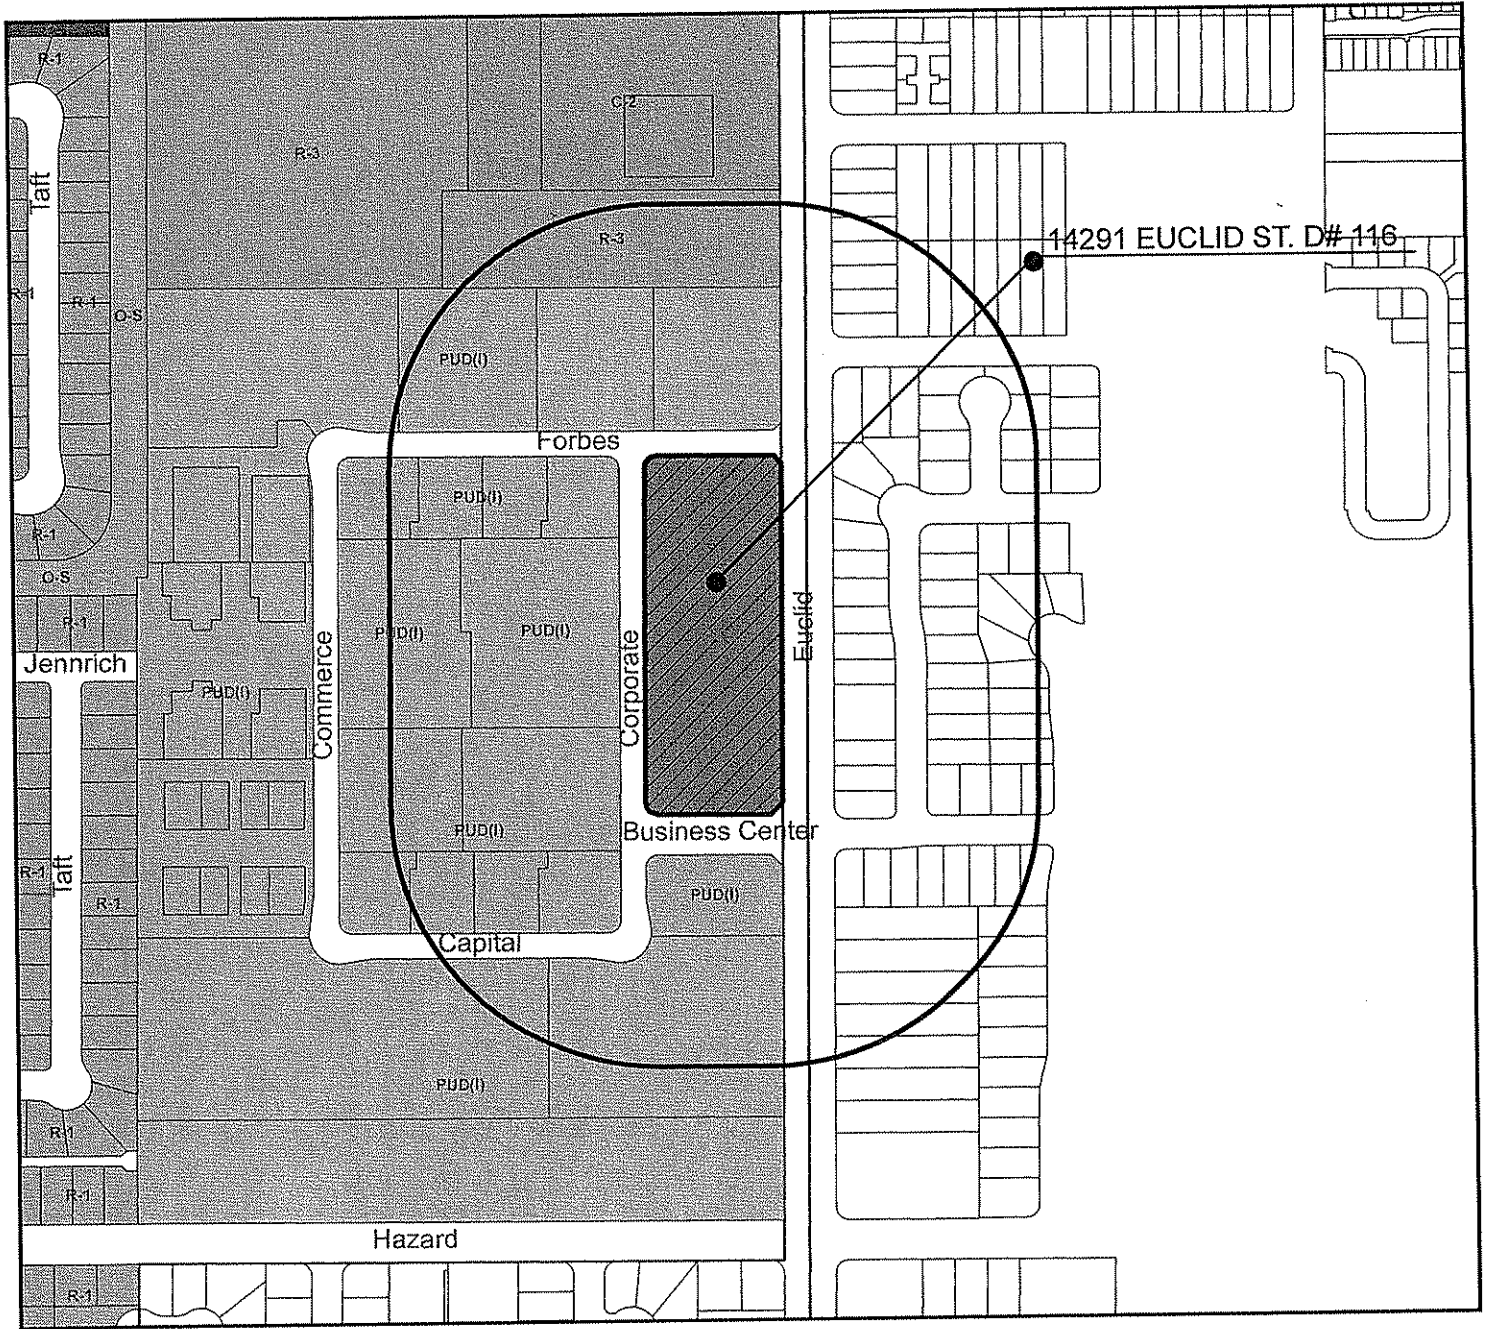 R-1
C-2
R-3
Taft
R-3
14291 EUCLID ST. D# 116
R-1
R-1
O-S
PUD(I)
Forbes
PUD(I)
R-1
O-S
R-1
PUD(I)
PUD(I)
Euclid
Jennrich
PUD(I)
Commerce
Corporate
PUD(I)
Business Center
R-1
Taft
R-1
PUD(I)
Capital
PUD(I)
R-1
R-1
Hazard
R-1